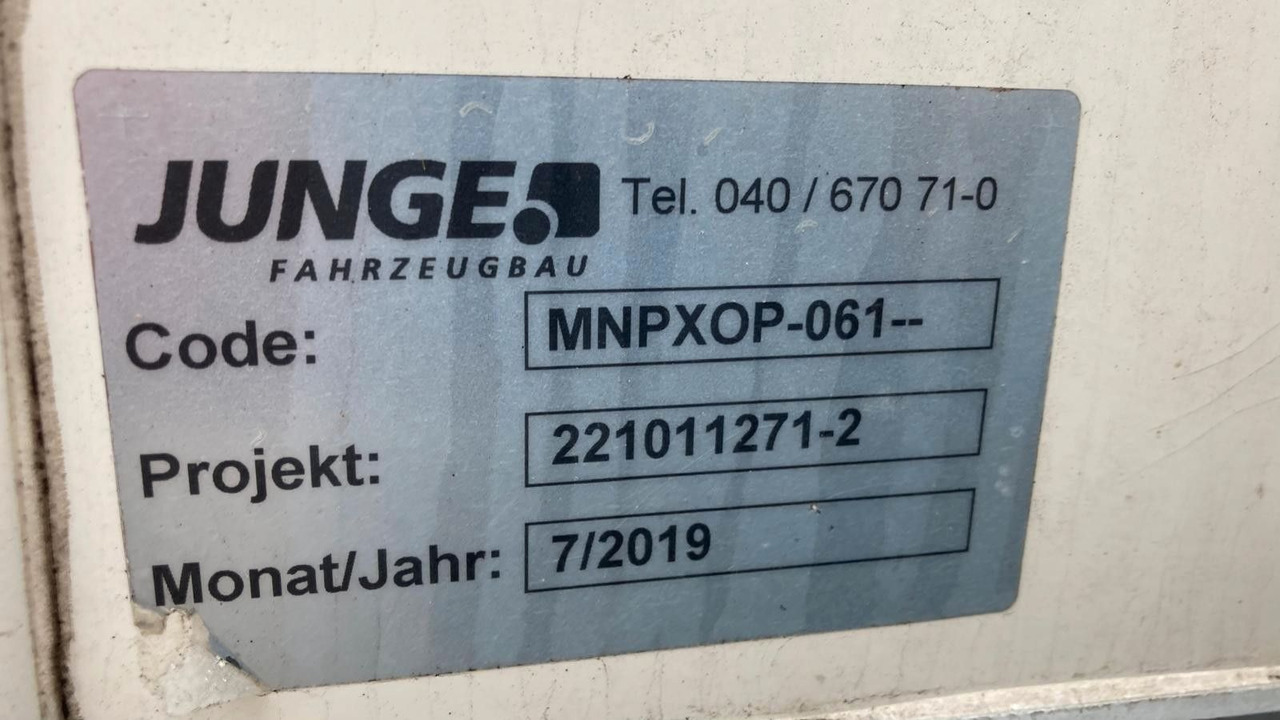 JUNGE Tel. 040 / 670 71-0
FAHRZEUGBAU
Code: MNPXOP-061--
Projekt: 221011271-2
Monat/Jahr: 7/2019